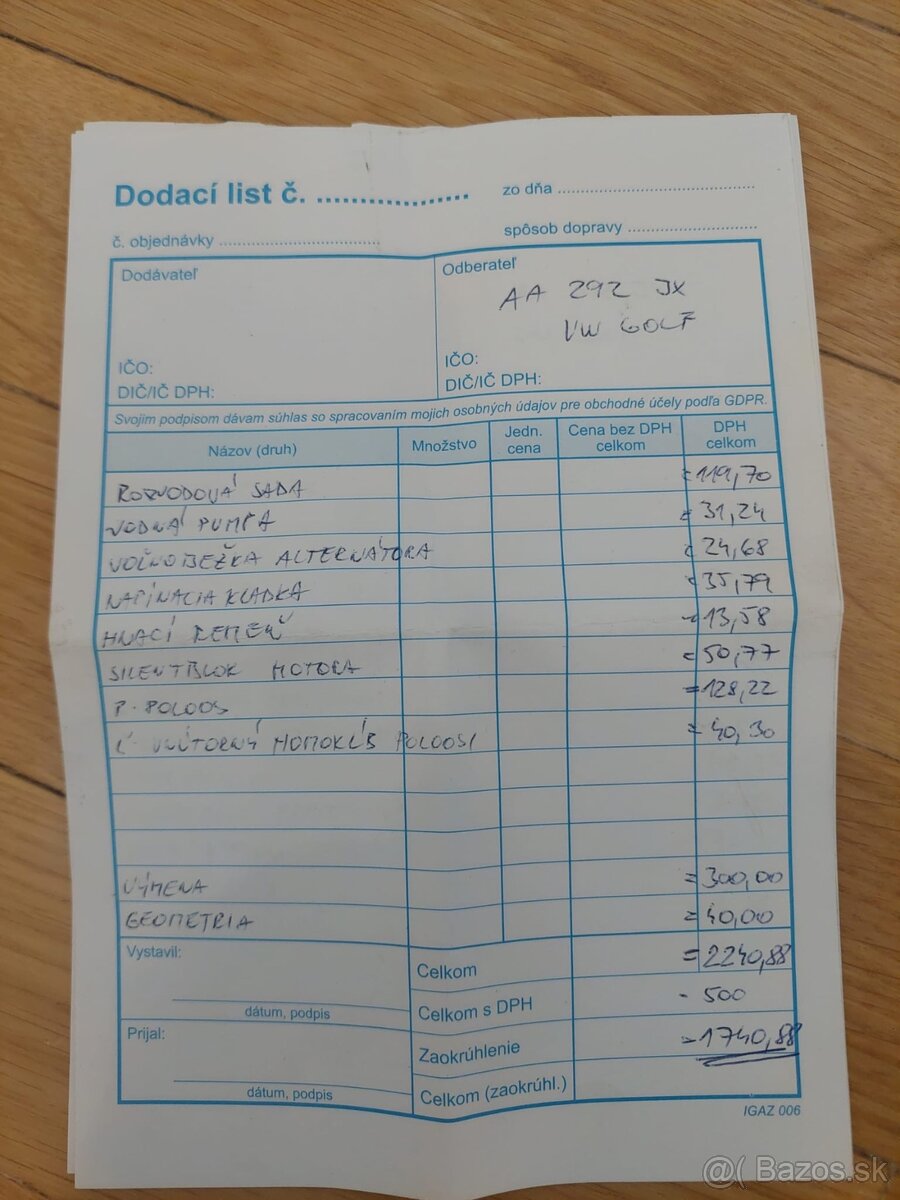 Dodací list č. ..........................
zo dňa ..........................
č. objednávky ..........................
spôsob dopravy ..........................
Dodávateľ
Odberateľ
AA 292 JX
VW GOLF
IČO:
DIČ/IČ DPH:
IČO:
DIČ/IČ DPH:
Svojim podpisom dávam súhlas so spracovaním mojich osobných údajov pre obchodné účely podľa GDPR.
Názov (druh) Množstvo Jedn. cena Cena bez DPH celkom DPH celkom
ROZVODOVÁ SADA = 119,70
VODNÁ PUMPA = 31,24
VOĽNOBEŽKA ALTERNÁTORA = 24,68
NAPÍNACIA KLADKA = 35,79
HNACÍ REMEŇ = 13,58
SILENTBLOK MOTORA = 50,77
P. POLOOS = 128,22
Ľ. VNÚTORNÝ HOMOKĹB POLOOSI = 40,30
VÝMENA = 300,00
GEOMETRIA = 40,00
Vystavil:
dátum, podpis
Celkom = 2240,88
Celkom s DPH - 500
Prijal:
dátum, podpis
Zaokrúhlenie = 1740,88
Celkom (zaokrúhl.)
IGAZ 006
@( Bazos.sk